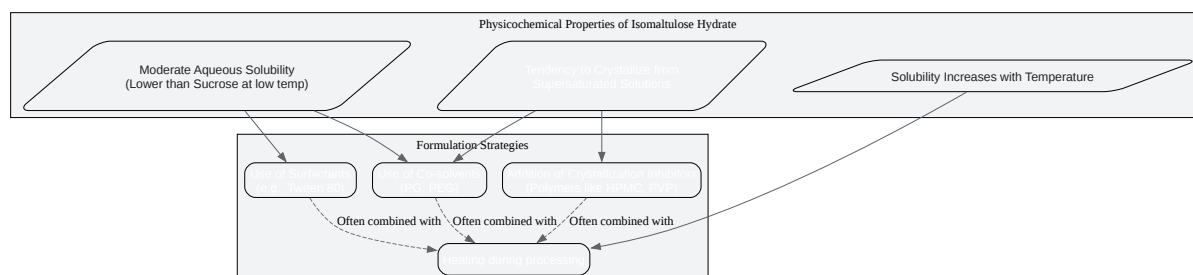 Physicochemical Properties of Isomaltulose Hydrate
Moderate Aqueous Solubility
(Lower than Sucrose at low temp)
Tendency to Crystallize from
Supersaturated Solutions
Solubility Increases with Temperature
Formulation Strategies
Use of Surfactants
(e.g., Tween 80)
Use of Co-solvents
(PG, PEG)
Addition of Crystallization Inhibitors
(Polymers like HPMC, PVP)
Often combined with
Often combined with
Often combined with
Heating during processing